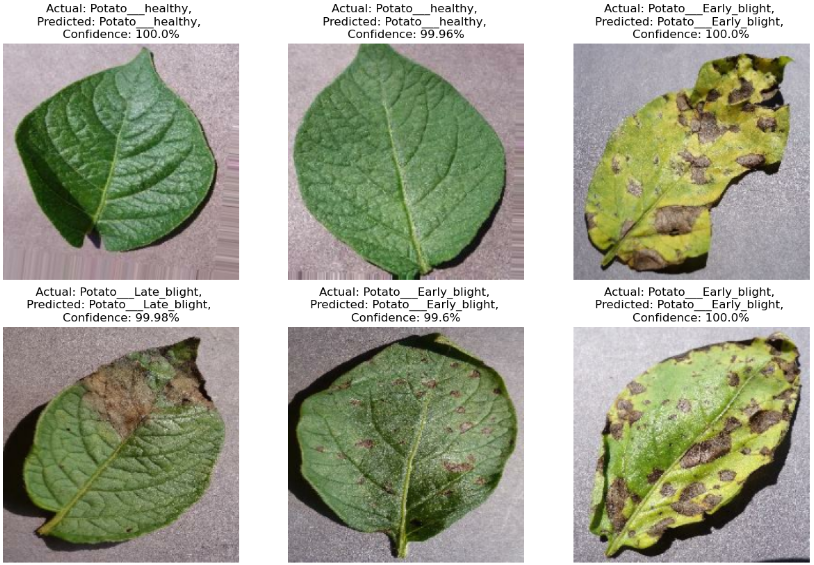 Actual: Potato___healthy,
Predicted: Potato___healthy,
Confidence: 100.0%
Actual: Potato___healthy,
Predicted: Potato___healthy,
Confidence: 99.96%
Actual: Potato___Early_blight,
Predicted: Potato___Early_blight,
Confidence: 100.0%
Actual: Potato___Late_blight,
Predicted: Potato___Late_blight,
Confidence: 99.98%
Actual: Potato___Early_blight,
Predicted: Potato___Early_blight,
Confidence: 99.6%
Actual: Potato___Early_blight,
Predicted: Potato___Early_blight,
Confidence: 100.0%